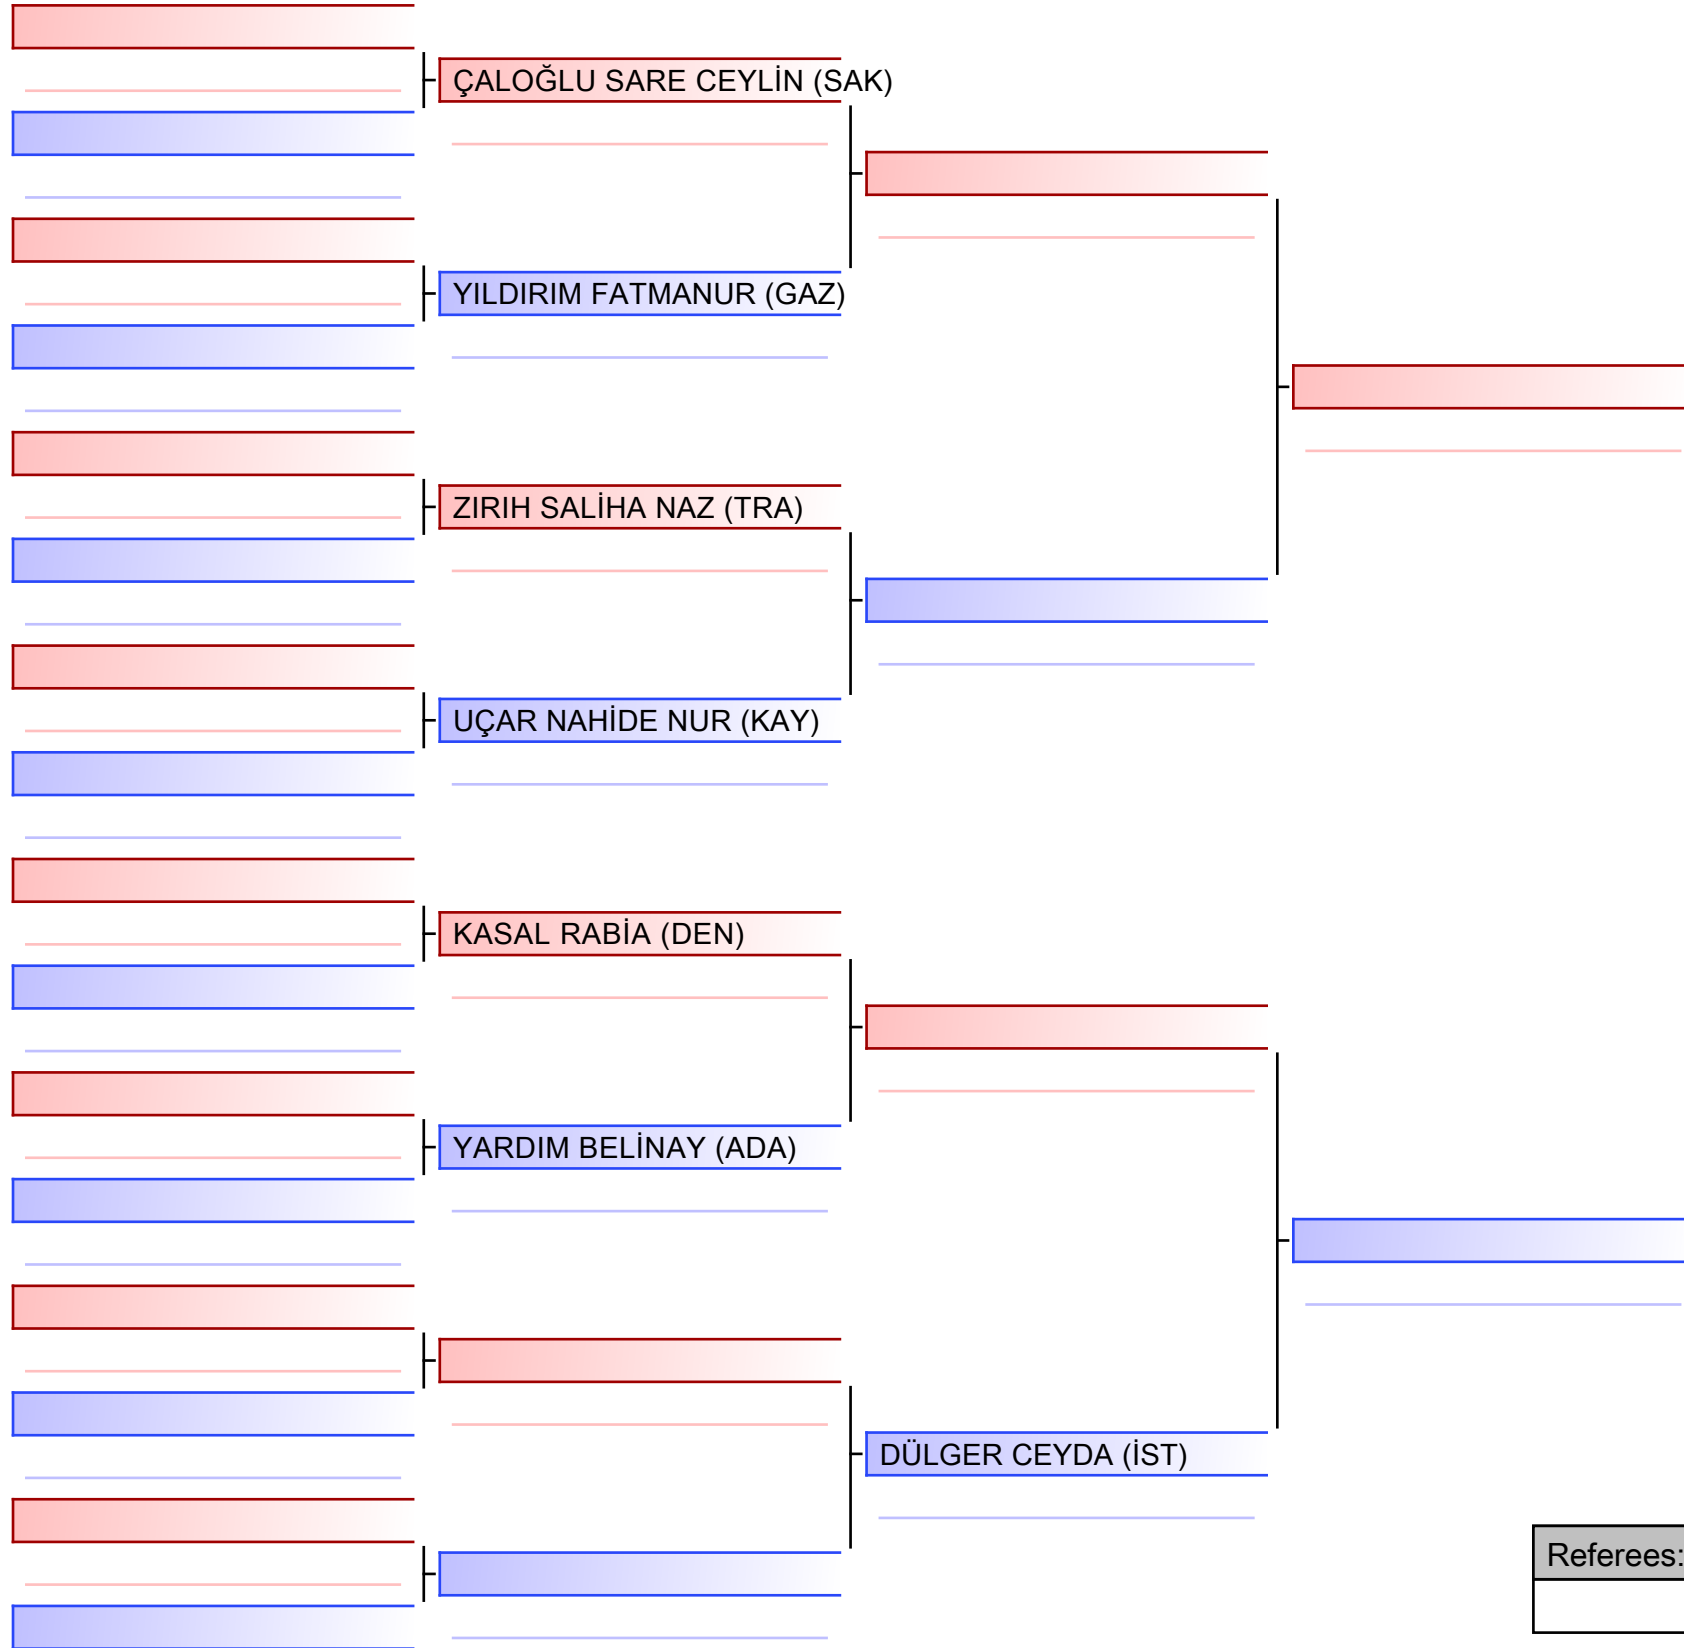 ÇALOĞLU SARE CEYLİN (SAK)
YILDIRIM FATMANUR (GAZ)
ZIRIH SALİHA NAZ (TRA)
UÇAR NAHİDE NUR (KAY)
KASAL RABİA (DEN)
YARDIM BELİNAY (ADA)
DÜLGER CEYDA (İST)
Referees: